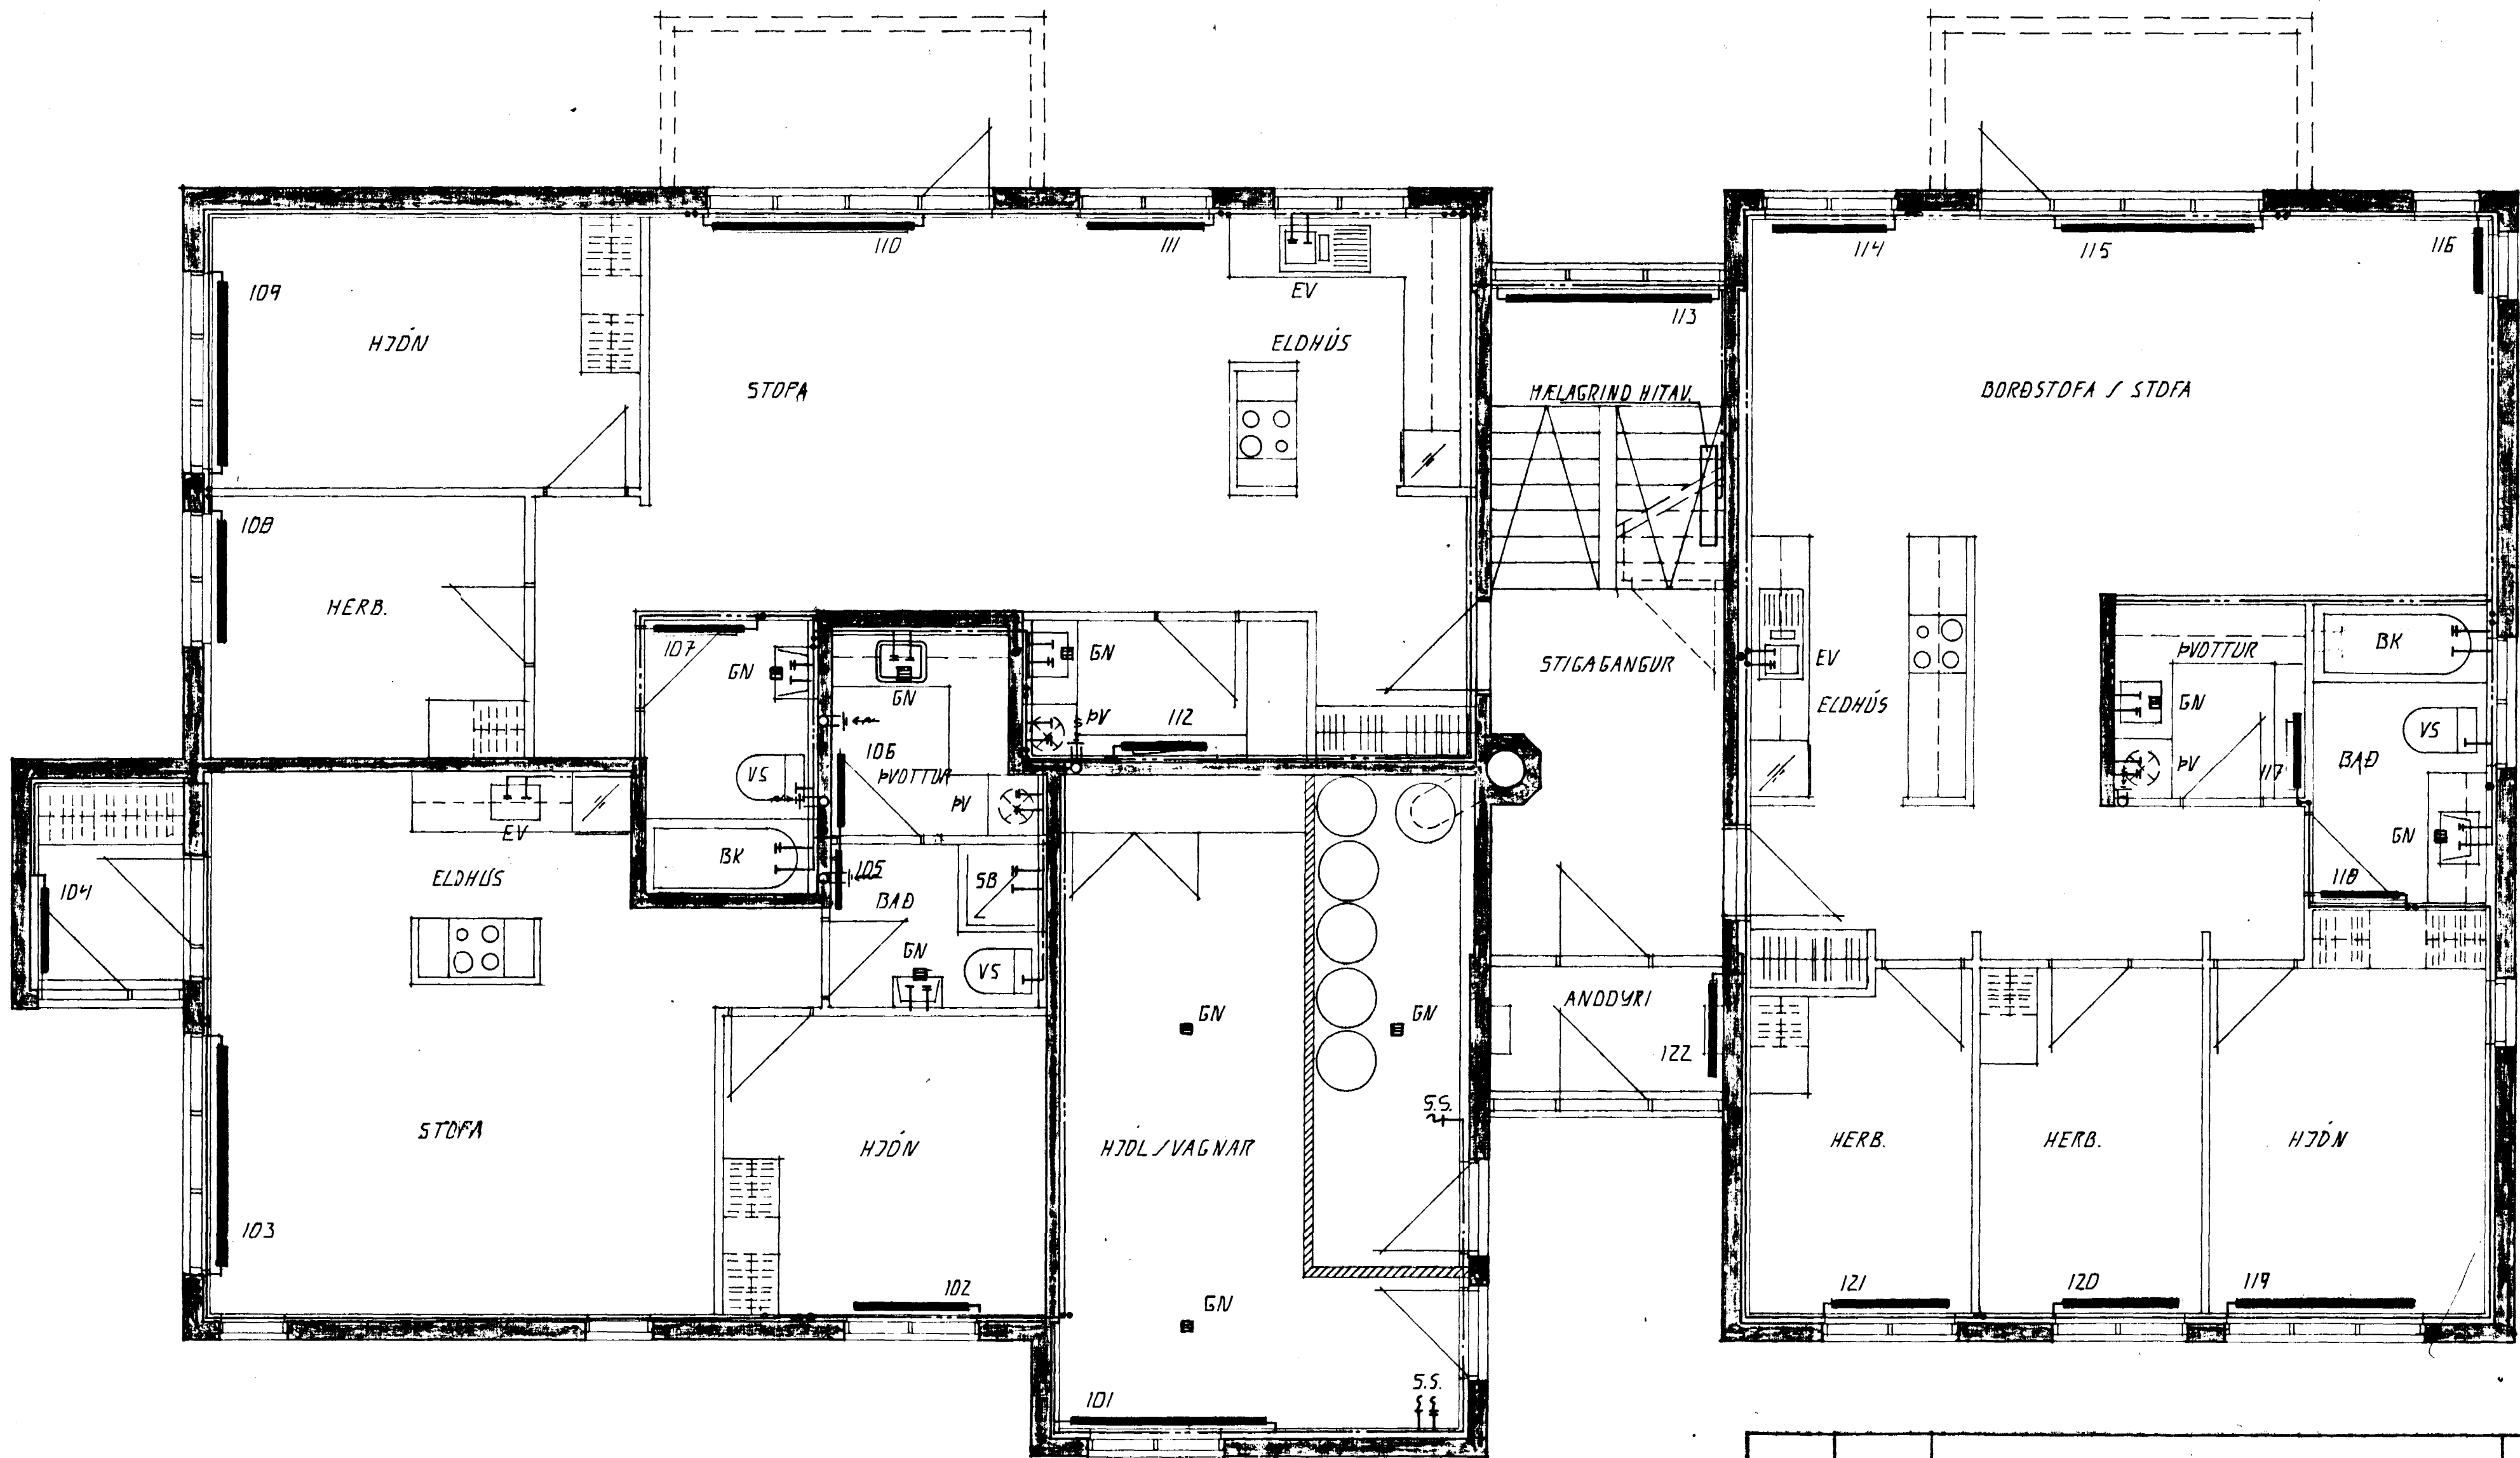 110
111
114
115
116
109
EV
113
HJÓN
ELDHÚS
STOFA
MÆLAGRIND HITAV.
BORÐSTOFA / STOFA
108
HERB.
107
GN
GN
GN
STIGAGANGUR
EV
ÞVOTTUR
BK
GN
ELDHÚS
112
ÞV
106
ÞVOTTUR
VS
ÞV
VS
BAÐ
ÞV
117
EV
BK
105
SB
BAÐ
GN
ELDHÚS
104
118
GN
VS
GN
GN
ANDDYRI
122
S.S.
STOFA
HJÓN
HJÓL / VAGNAR
HERB.
HERB.
HJÓN
103
102
GN
121
120
119
101
S.S.